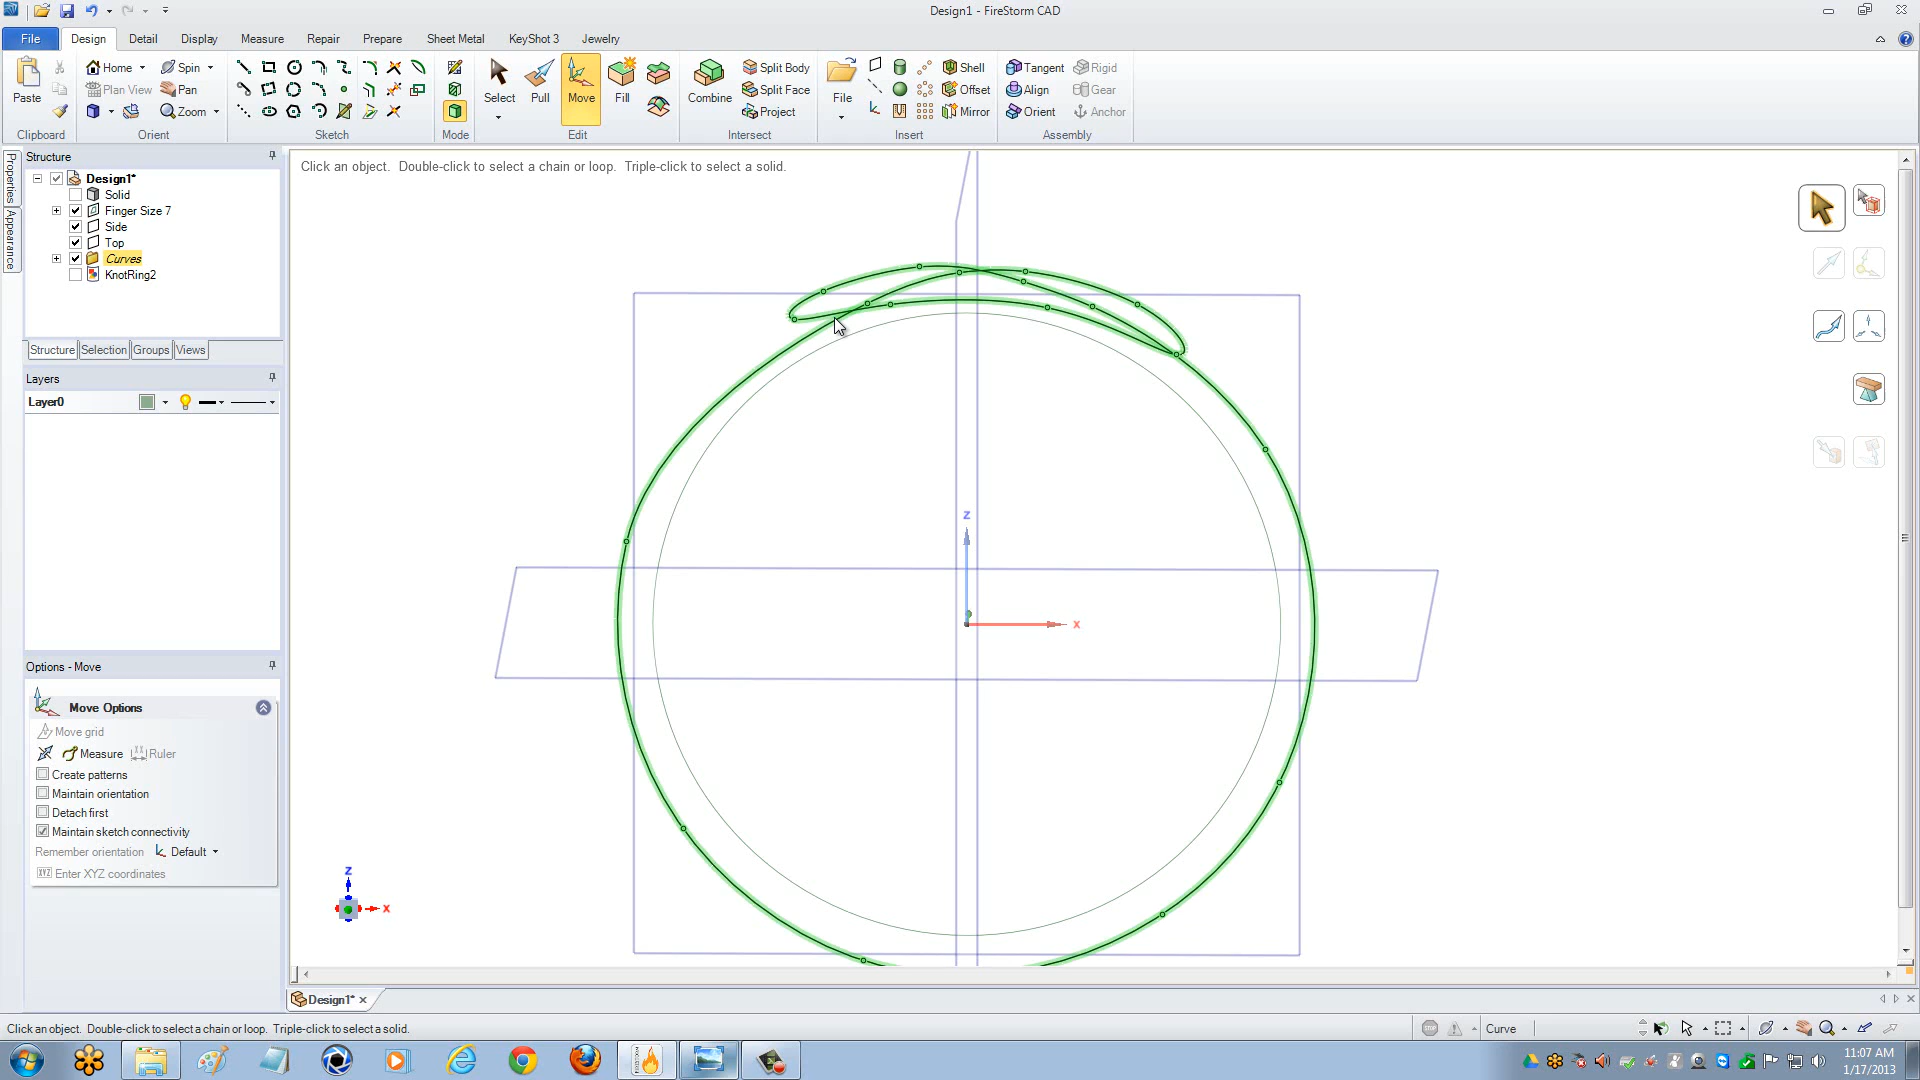 Design1 - FireStorm CAD
File Design Detail Display Measure Repair Prepare Sheet Metal KeyShot 3 Jewelry
Home Spin Split Body Shell Tangent Rigid
Plan View Pan Split Face Offset Align Gear
Paste Zoom Select Pull Move Fill Combine Project File Mirror Orient Anchor
Clipboard Orient Sketch Mode Edit Intersect Insert Assembly
Properties
Appearance
Structure
Design1*
Solid
Finger Size 7
Side
Top
Curves
KnotRing2
Structure Selection Groups Views
Layers
Layer0
Options - Move
Move Options
Move grid
Measure Ruler
Create patterns
Maintain orientation
Detach first
Maintain sketch connectivity
Remember orientation Default
XYZ Enter XYZ coordinates
Click an object. Double-click to select a chain or loop. Triple-click to select a solid.
Z
X
Z
X
Design1*
Click an object. Double-click to select a chain or loop. Triple-click to select a solid.
Curve
11:07 AM
1/17/2013